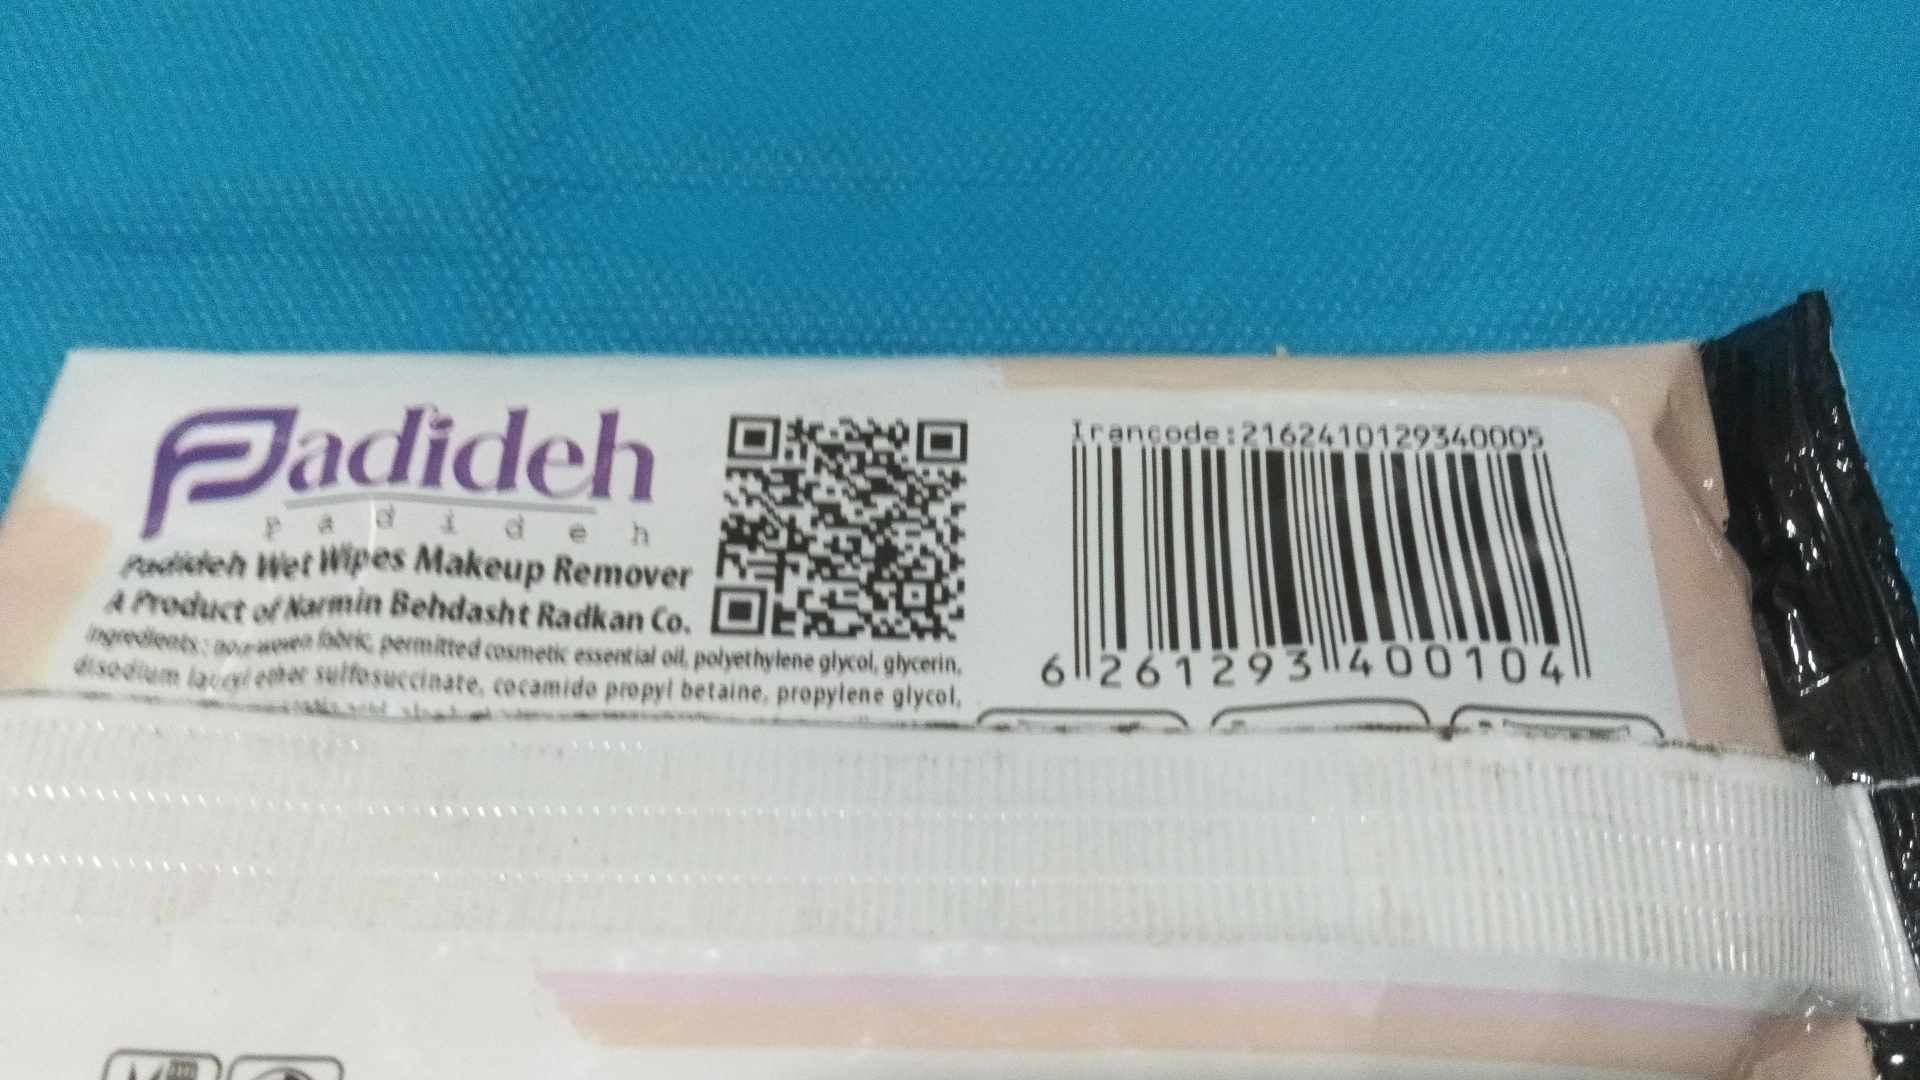 Padideh
Padideh
Padideh Wet Wipes Makeup Remover
A Product of Narmin Behdasht Radkan Co.
Ingredients: non-woven fabric, permitted cosmetic essential oil, polyethylene glycol, glycerin,
disodium lauryl ether sulfosuccinate, cocamido propyl betaine, propylene glycol,
Irancode:2162410129340005
6 261293 400104